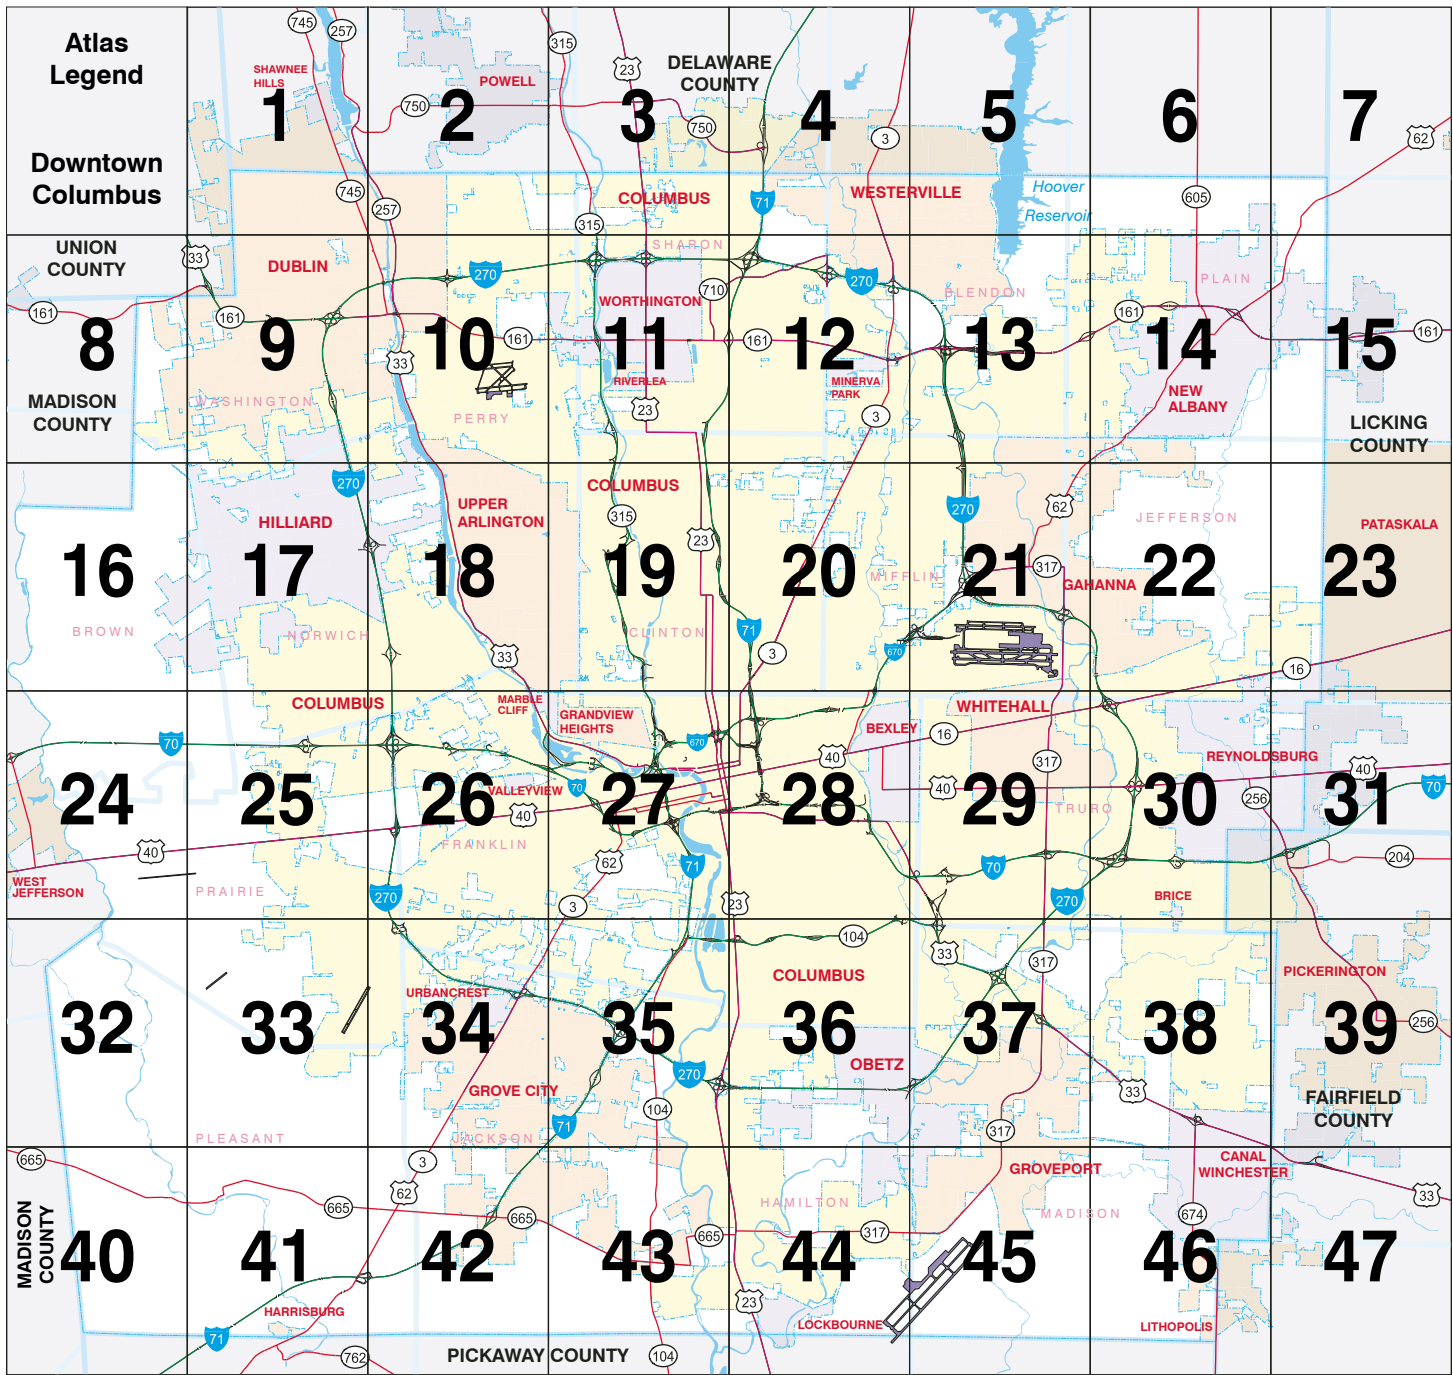 Atlas
Legend
Downtown
Columbus
745
257
315
23
DELAWARE
COUNTY
SHAWNEE
HILLS
POWELL
1
2
3
4
5
6
7
750
750
3
62
745
257
315
COLUMBUS
71
WESTERVILLE
Hoover
Reservoir
605
UNION
COUNTY
33
DUBLIN
270
SHARON
270
PLAIN
161
161
WORTHINGTON
710
BLENDON
161
8
9
10
11
12
13
14
15
161
161
161
33
RIVERLEA
MINERVA
PARK
NEW
ALBANY
MADISON
COUNTY
WASHINGTON
PERRY
23
3
LICKING
COUNTY
270
COLUMBUS
HILLIARD
UPPER
ARLINGTON
315
23
270
62
JEFFERSON
PATASKALA
16
17
18
19
20
21
22
23
MIFFLIN
317
GAHANNA
BROWN
NORWICH
CLINTON
71
3
670
33
16
COLUMBUS
MARBLE
CLIFF
GRANDVIEW
HEIGHTS
BEXLEY
WHITEHALL
16
70
670
40
317
REYNOLDSBURG
40
24
25
26
27
28
29
30
31
VALLEYVIEW
70
40
40
256
70
TRURO
40
FRANKLIN
62
71
70
204
WEST
JEFFERSON
PRAIRIE
270
3
23
270
BRICE
104
33
317
COLUMBUS
PICKERINGTON
URBANCREST
32
33
34
35
36
37
38
39
256
OBETZ
270
GROVE CITY
33
FAIRFIELD
COUNTY
104
71
317
PLEASANT
JACKSON
665
3
62
GROVEPORT
CANAL
WINCHESTER
33
MADISON
COUNTY
665
665
665
HAMILTON
317
MADISON
674
40
41
42
43
44
45
46
47
HARRISBURG
23
LOCKBOURNE
LITHOPOLIS
71
762
PICKAWAY COUNTY
104